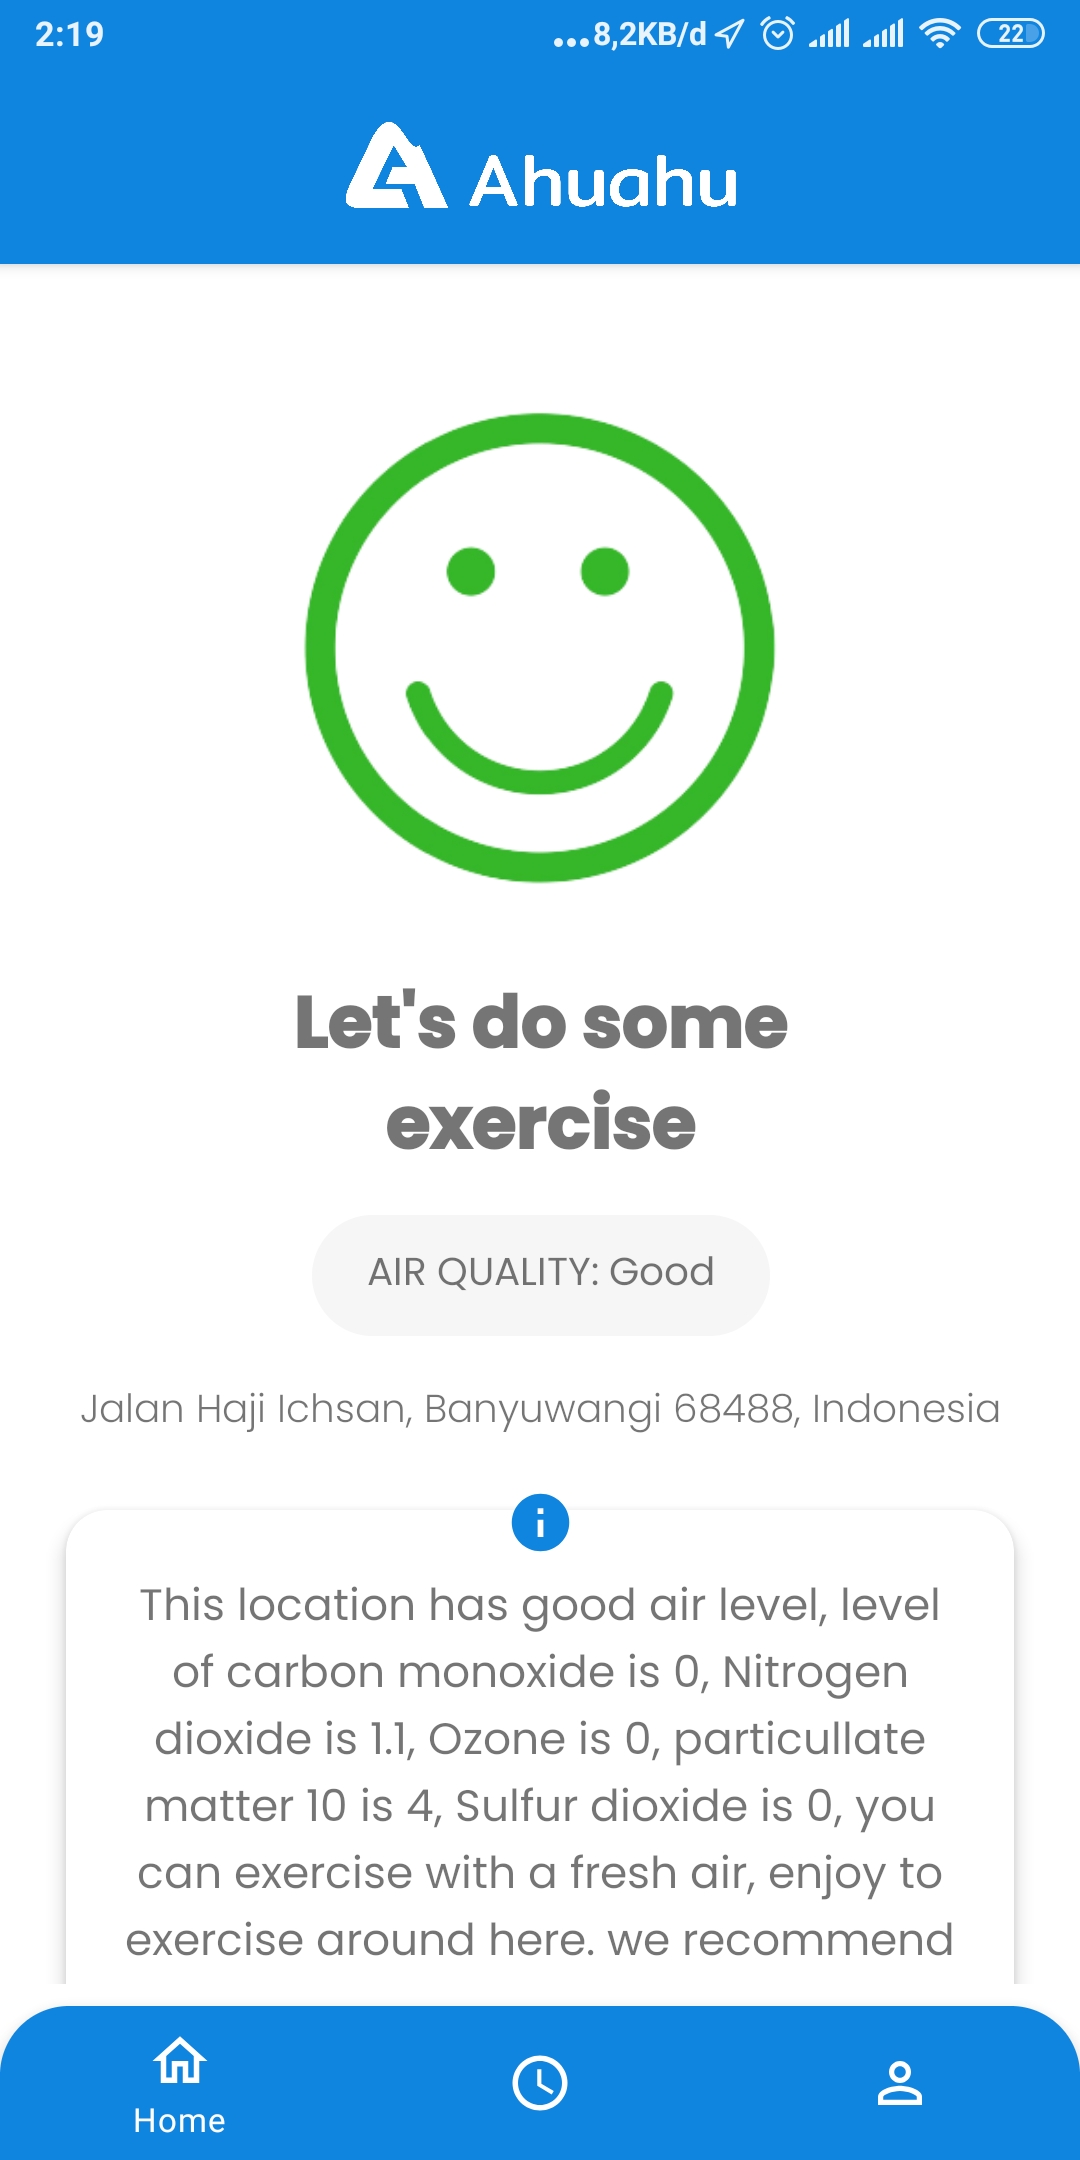 2:19
...8,2KB/d
22
Ahuahu
Let's do some
exercise
AIR QUALITY: Good
Jalan Haji Ichsan, Banyuwangi 68488, Indonesia
i
This location has good air level, level
of carbon monoxide is 0, Nitrogen
dioxide is 1.1, Ozone is 0, particullate
matter 10 is 4, Sulfur dioxide is 0, you
can exercise with a fresh air, enjoy to
exercise around here. we recommend
Home